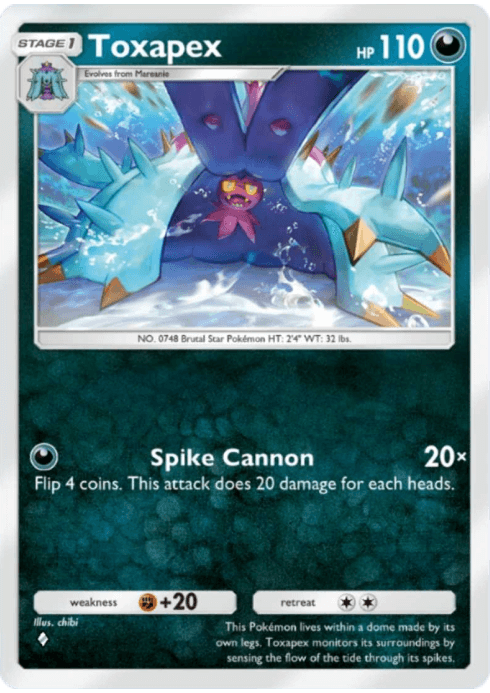 STAGE 1 Toxapex HP 110
Evolves from Mareanie
NO. 0748 Brutal Star Pokémon HT: 2'4" WT: 32 lbs.
Spike Cannon 20×
Flip 4 coins. This attack does 20 damage for each heads.
weakness +20 retreat
Illus. chibi
This Pokémon lives within a dome made by its
own legs. Toxapex monitors its surroundings by
sensing the flow of the tide through its spikes.